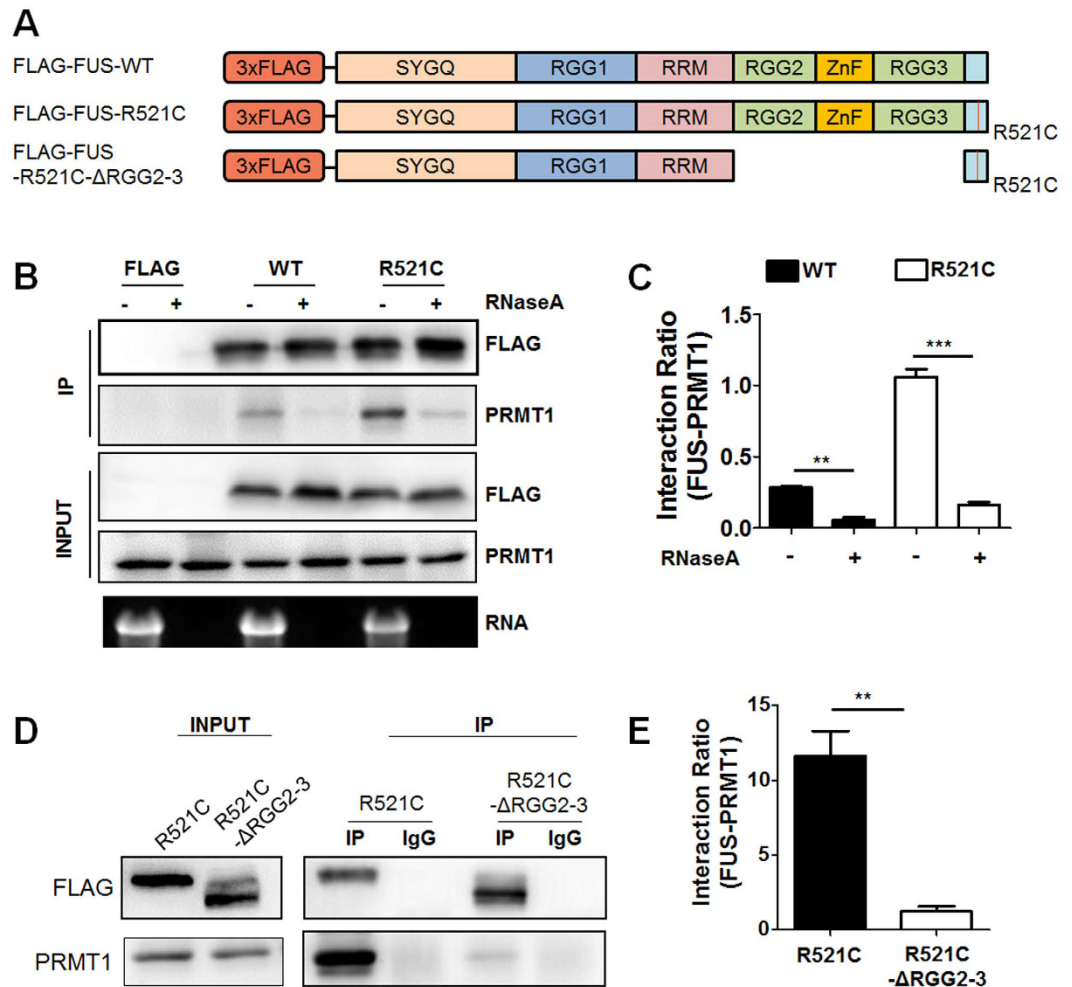 A
FLAG-FUS-WT
3xFLAG SYGQ RGG1 RRM RGG2 ZnF RGG3
FLAG-FUS-R521C
3xFLAG SYGQ RGG1 RRM RGG2 ZnF RGG3
R521C
FLAG-FUS
-R521C-ΔRGG2-3
3xFLAG SYGQ RGG1 RRM
R521C
B
FLAG WT R521C
- + - + - + RNaseA
IP
FLAG
PRMT1
INPUT
FLAG
PRMT1
RNA
C
WT R521C
Interaction Ratio
(FUS-PRMT1)
1.5
1.0
0.5
0.0
**
***
- + - +
RNaseA
D
INPUT IP
R521C
R521C
-ΔRGG2-3
R521C
R521C
-ΔRGG2-3
IP IgG IP IgG
FLAG
PRMT1
E
Interaction Ratio
(FUS-PRMT1)
15
10
5
0
**
R521C
R521C
-ΔRGG2-3